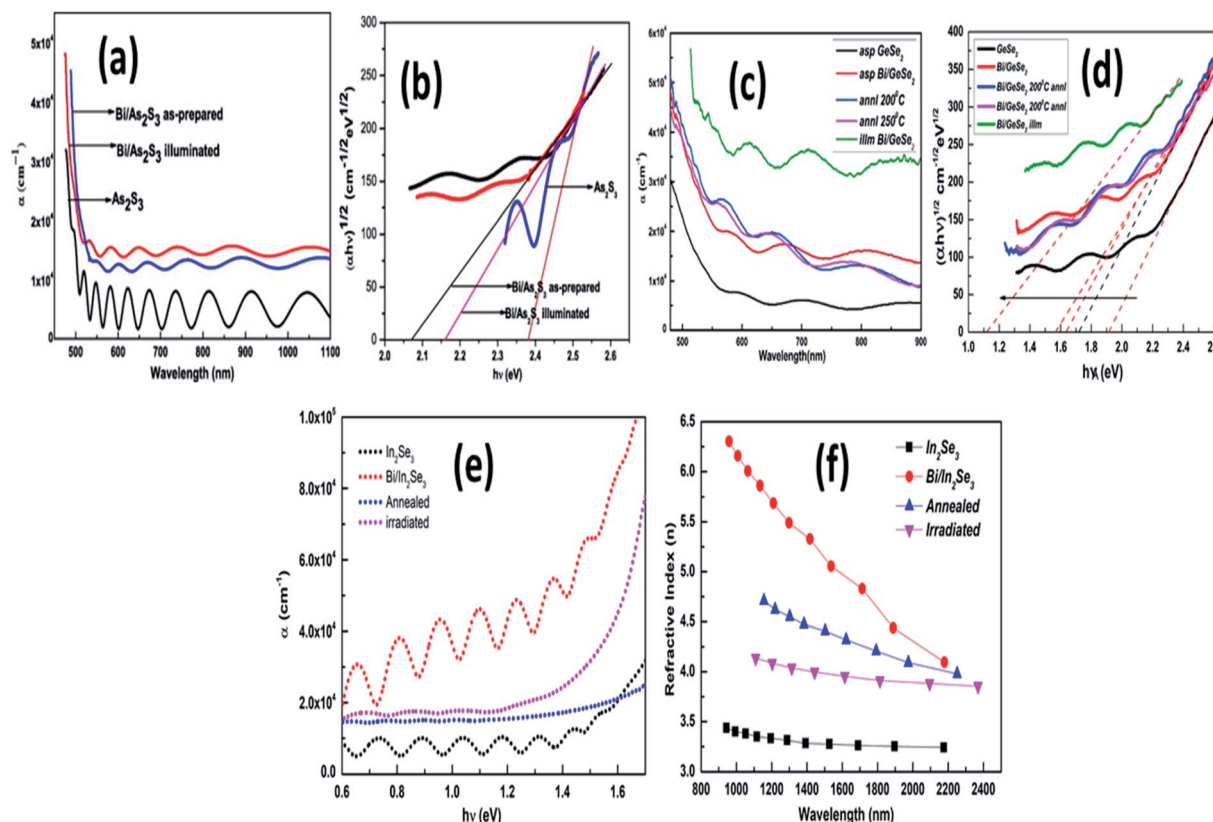 (a)
5x10⁴
4x10⁴
3x10⁴
2x10⁴
1x10⁴
0
α (cm⁻¹)
Bi/As₂S₃ as-prepared
Bi/As₂S₃ illuminated
As₂S₃
500 600 700 800 900 1000 1100
Wavelength (nm)
(b)
300
250
200
150
100
50
0
(αhν)¹/² (cm⁻¹/²eV¹/²)
As₂S₃
Bi/As₂S₃ as-prepared
Bi/As₂S₃ illuminated
2.0 2.1 2.2 2.3 2.4 2.5 2.6
hν (eV)
(c)
6x10⁴
5x10⁴
4x10⁴
3x10⁴
2x10⁴
1x10⁴
0
α (cm⁻¹)
asp GeSe₂
asp Bi/GeSe₂
annl 200⁰C
annl 250⁰C
illm Bi/GeSe₂
500 600 700 800 900
Wavelength(nm)
(d)
400
350
300
250
200
150
100
50
0
(αhν)¹/² cm⁻¹/²eV¹/²
GeSe₂
Bi/GeSe₂
Bi/GeSe₂ 200⁰C annl
Bi/GeSe₂ 200⁰C annl
Bi/GeSe₂ illm
1.0 1.2 1.4 1.6 1.8 2.0 2.2 2.4 2.6
(eV)
(e)
1.0x10⁵
8.0x10⁴
6.0x10⁴
4.0x10⁴
2.0x10⁴
0.0
α (cm⁻¹)
In₂Se₃
Bi/In₂Se₃
Annealed
irradiated
0.6 0.8 1.0 1.2 1.4 1.6
hν (eV)
(f)
6.5
6.0
5.5
5.0
4.5
4.0
3.5
3.0
Refractive Index (n)
In₂Se₃
Bi/In₂Se₃
Annealed
Irradiated
800 1000 1200 1400 1600 1800 2000 2200 2400
Wavelength (nm)